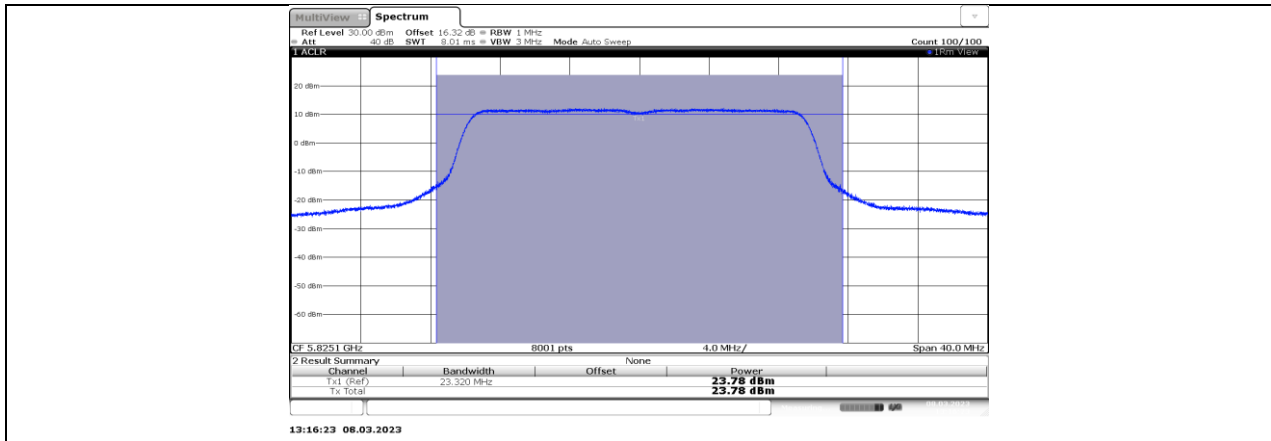 MultiView Spectrum
Ref Level 30.00 dBm Offset 16.32 dB RBW 1 MHz
Att 40 dB SWT 8.01 ms VBW 3 MHz Mode Auto Sweep Count 100/100
1 ACLR 1Rm View
20 dBm
10 dBm
0 dBm
-10 dBm
-20 dBm
-30 dBm
-40 dBm
-50 dBm
-60 dBm
CF 5.8251 GHz 8001 pts 4.0 MHz/ Span 40.0 MHz
2 Result Summary None
Channel Bandwidth Offset Power
Tx1 (Ref) 23.320 MHz 23.78 dBm
Tx Total 23.78 dBm
08.03.2023
13:16:23 08.03.2023